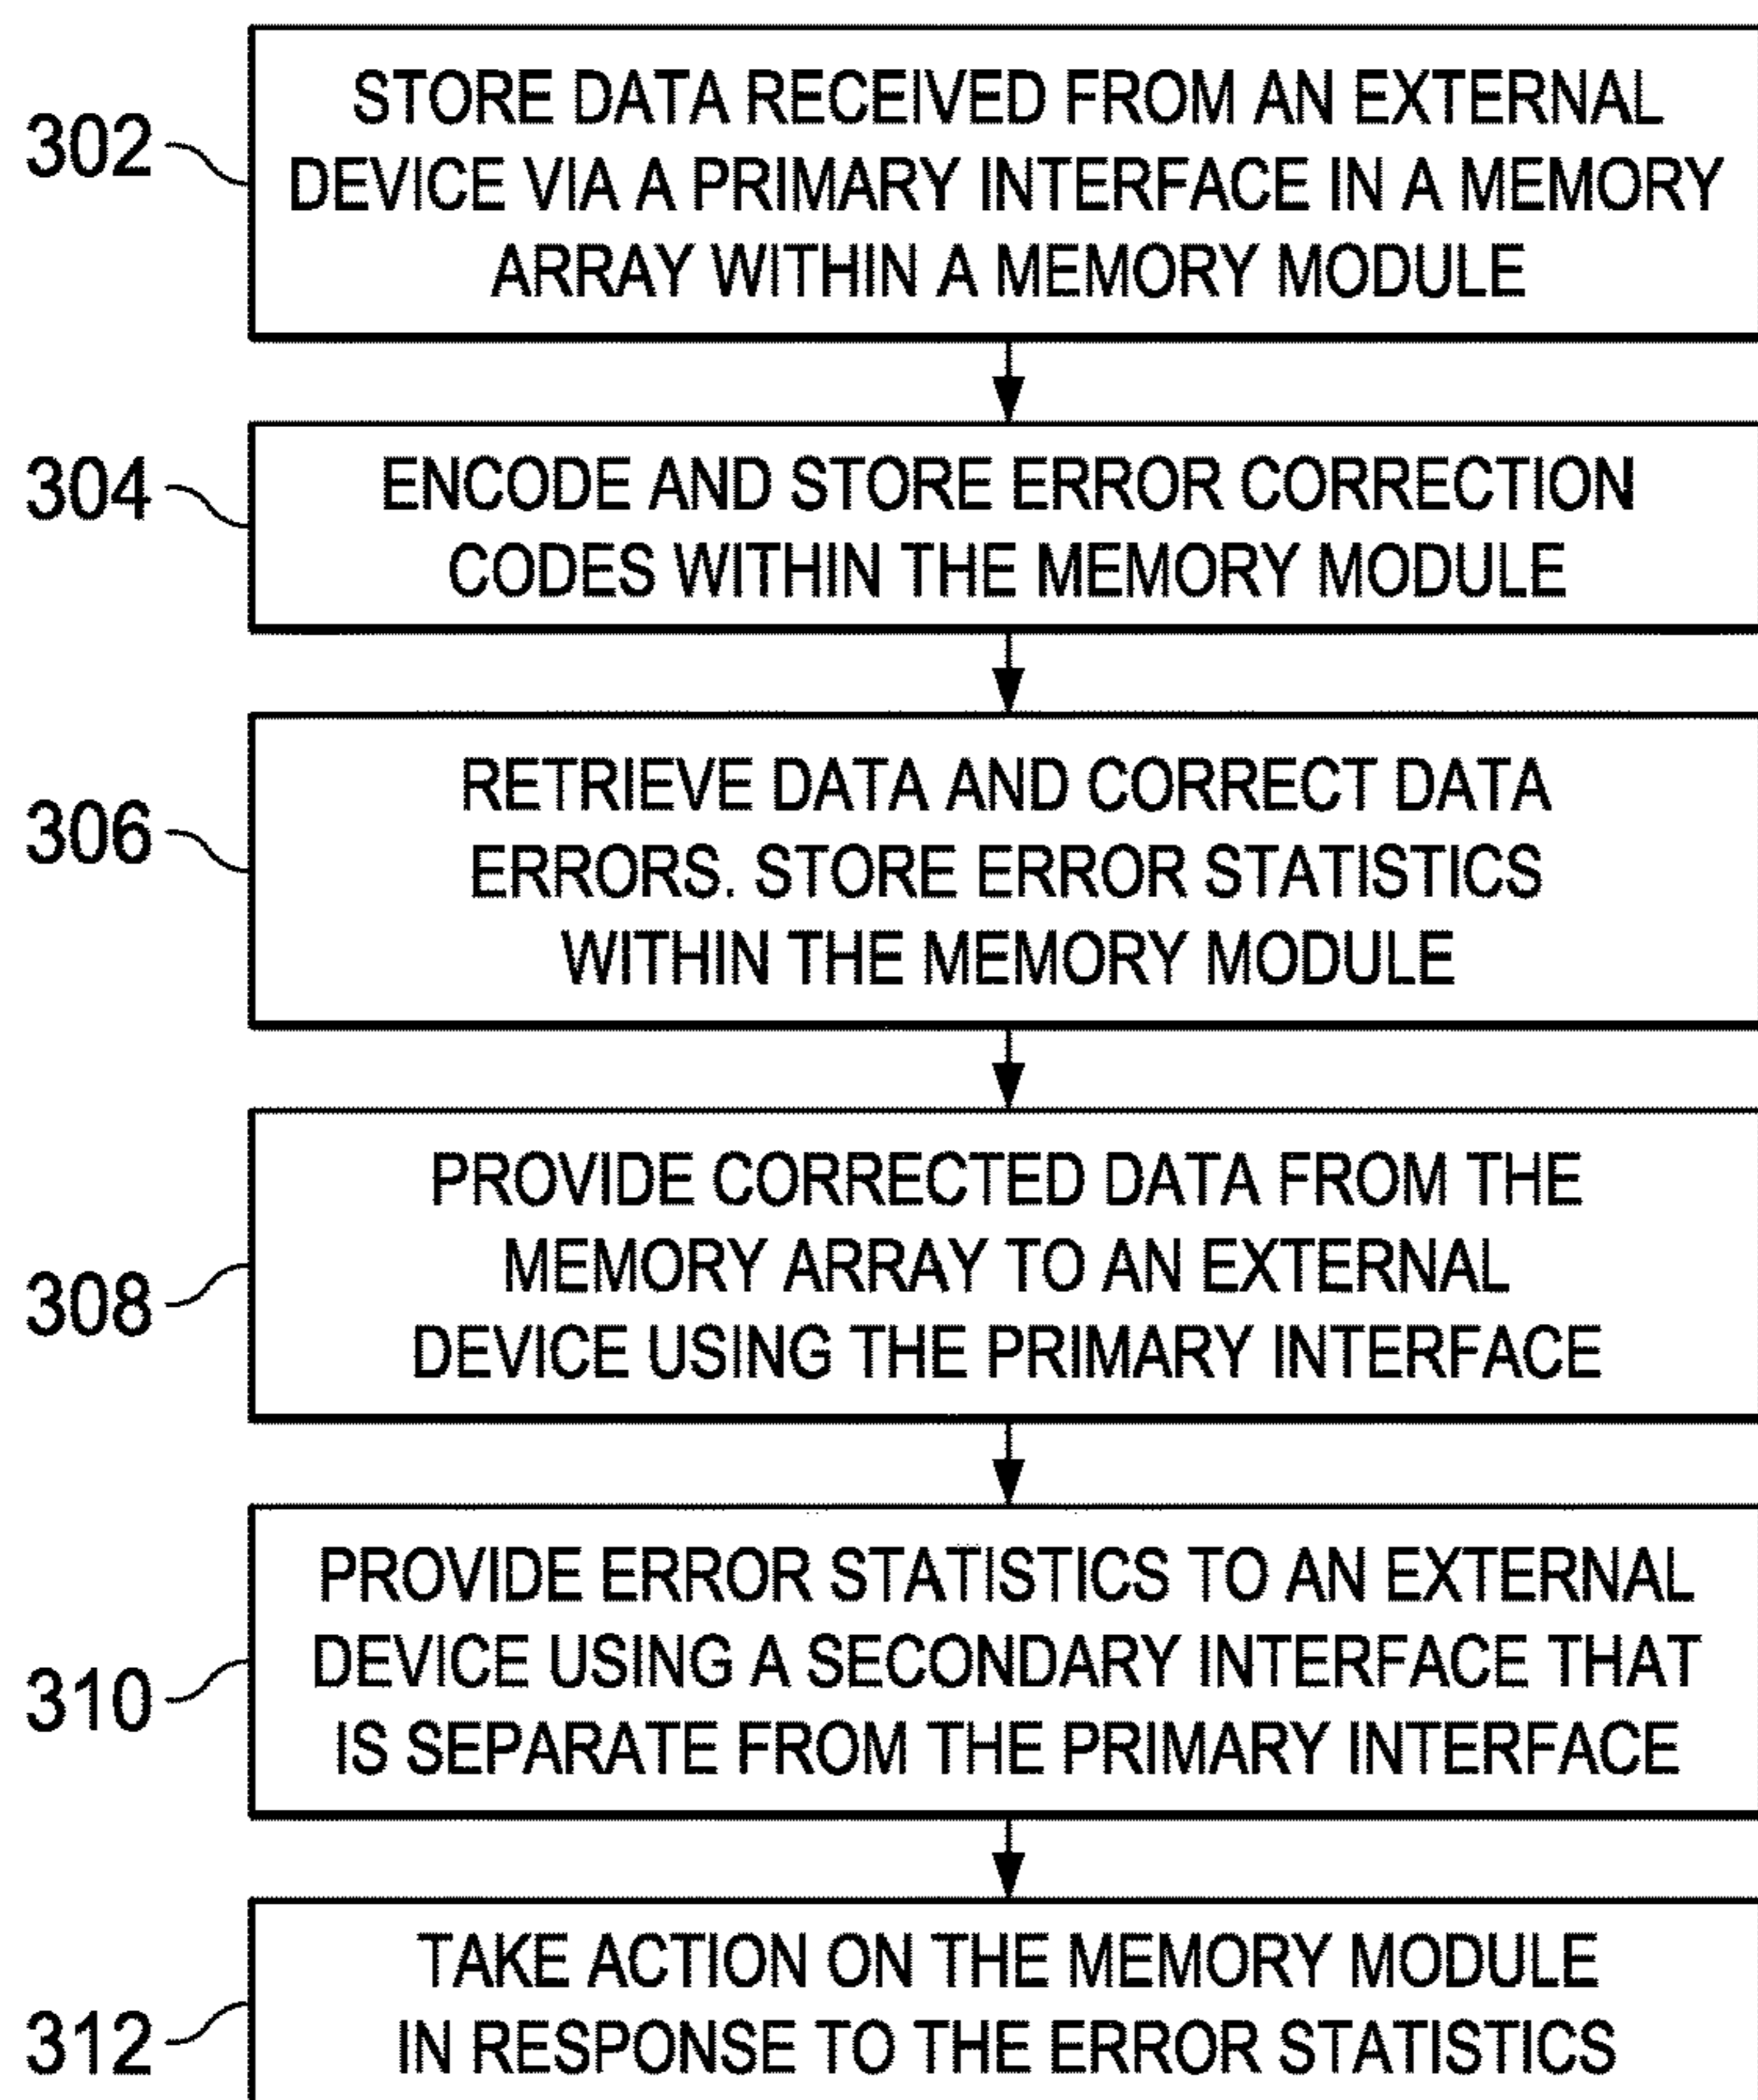 302
STORE DATA RECEIVED FROM AN EXTERNAL
DEVICE VIA A PRIMARY INTERFACE IN A MEMORY
ARRAY WITHIN A MEMORY MODULE
304
ENCODE AND STORE ERROR CORRECTION
CODES WITHIN THE MEMORY MODULE
306
RETRIEVE DATA AND CORRECT DATA
ERRORS. STORE ERROR STATISTICS
WITHIN THE MEMORY MODULE
308
PROVIDE CORRECTED DATA FROM THE
MEMORY ARRAY TO AN EXTERNAL
DEVICE USING THE PRIMARY INTERFACE
310
PROVIDE ERROR STATISTICS TO AN EXTERNAL
DEVICE USING A SECONDARY INTERFACE THAT
IS SEPARATE FROM THE PRIMARY INTERFACE
312
TAKE ACTION ON THE MEMORY MODULE
IN RESPONSE TO THE ERROR STATISTICS